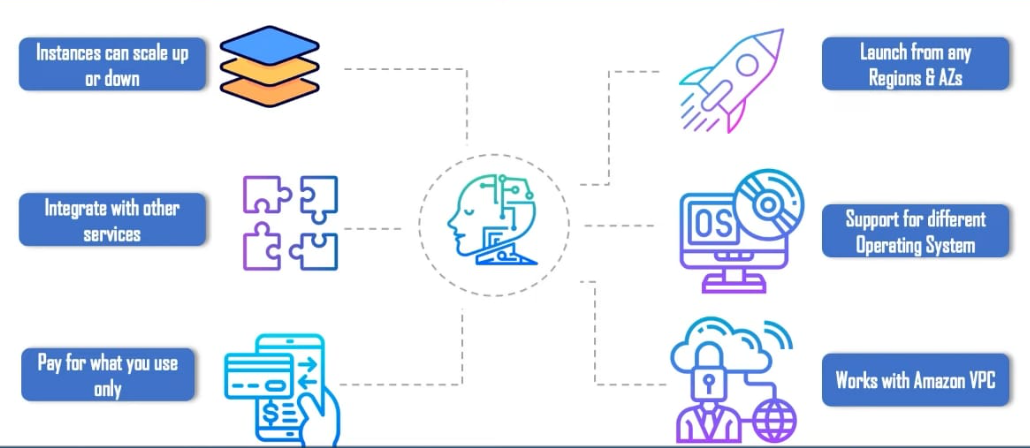 Instances can scale up
or down
Launch from any
Regions & AZs
Integrate with other
services
OS
Support for different
Operating System
Pay for what you use
only
$
Works with Amazon VPC